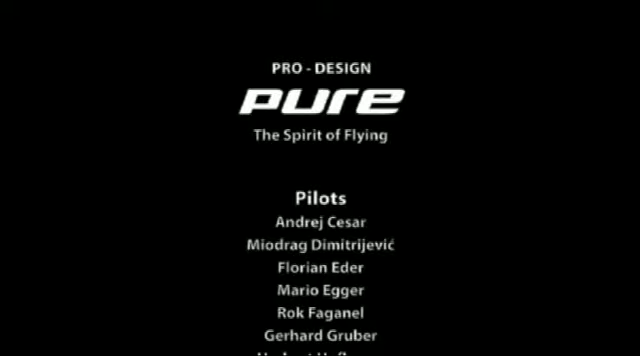 PRO - DESIGN
PURE
The Spirit of Flying
Pilots
Andrej Cesar
Miodrag Dimitrijević
Florian Eder
Mario Egger
Rok Faganel
Gerhard Gruber